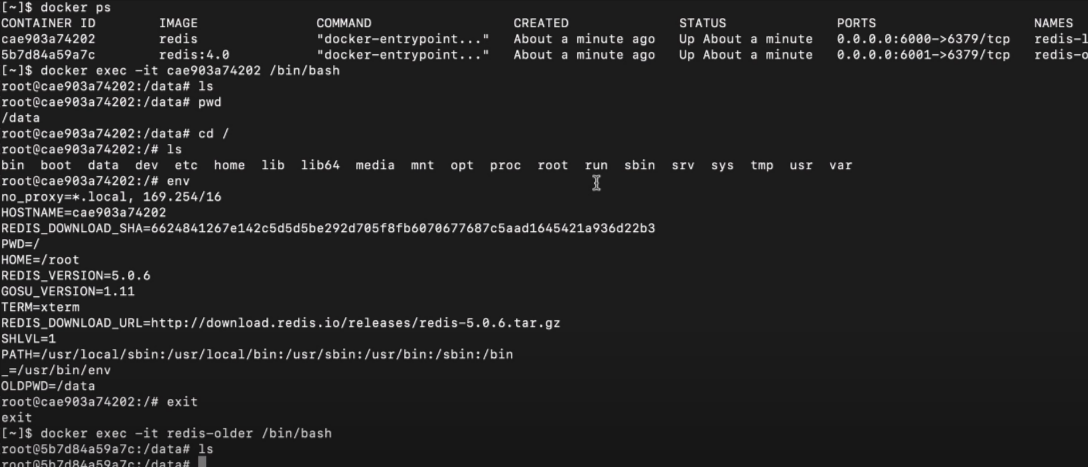 [~]$ docker ps
CONTAINER ID        IMAGE               COMMAND                  CREATED              STATUS              PORTS                    NAMES
cae903a74202        redis               "docker-entrypoint..."   About a minute ago   Up About a minute   0.0.0.0:6000->6379/tcp   redis-l
5b7d84a59a7c        redis:4.0           "docker-entrypoint..."   About a minute ago   Up About a minute   0.0.0.0:6001->6379/tcp   redis-o
[~]$ docker exec -it cae903a74202 /bin/bash
root@cae903a74202:/data# ls
root@cae903a74202:/data# pwd
/data
root@cae903a74202:/data# cd /
root@cae903a74202:/# ls
bin  boot  data  dev  etc  home  lib  lib64  media  mnt  opt  proc  root  run  sbin  srv  sys  tmp  usr  var
root@cae903a74202:/# env
no_proxy=*.local, 169.254/16
HOSTNAME=cae903a74202
REDIS_DOWNLOAD_SHA=6624841267e142c5d5d5be292d705f8fb6070677687c5aad1645421a936d22b3
PWD=/
HOME=/root
REDIS_VERSION=5.0.6
GOSU_VERSION=1.11
TERM=xterm
REDIS_DOWNLOAD_URL=http://download.redis.io/releases/redis-5.0.6.tar.gz
SHLVL=1
PATH=/usr/local/sbin:/usr/local/bin:/usr/sbin:/usr/bin:/sbin:/bin
_=/usr/bin/env
OLDPWD=/data
root@cae903a74202:/# exit
exit
[~]$ docker exec -it redis-older /bin/bash
root@5b7d84a59a7c:/data# ls
root@5b7d84a59a7c:/data#